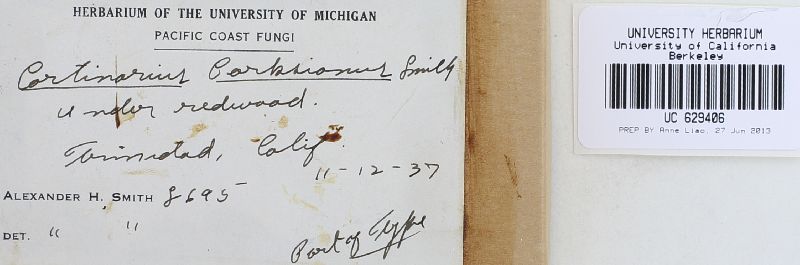 HERBARIUM OF THE UNIVERSITY OF MICHIGAN
PACIFIC COAST FUNGI
Cortinarius Smith
under redwood.
Trinidad, Calif
11-12-37
ALEXANDER H. SMITH 8695
DET. " "
Part of Type
UNIVERSITY HERBARIUM
University of California
Berkeley
UC 629406
PREP BY Anne Liao, 27 Jun 2013